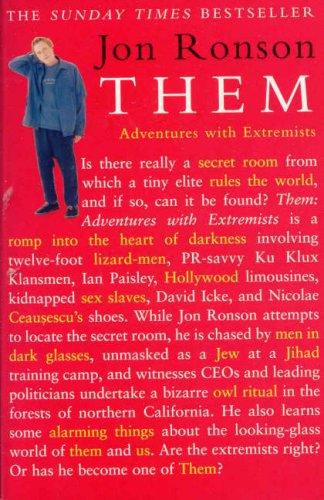 THE SUNDAY TIMES BESTSELLER
Jon Ronson
THEM
Adventures with Extremists
Is there really a secret room from
which a tiny elite rules the world,
and if so, can it be found? Them:
Adventures with Extremists is a
romp into the heart of darkness involving
twelve-foot lizard-men, PR-savvy Ku Klux
Klansmen, Ian Paisley, Hollywood limousines,
kidnapped sex slaves, David Icke, and Nicolae
Ceauşescu's shoes. While Jon Ronson attempts
to locate the secret room, he is chased by men in
dark glasses, unmasked as a Jew at a Jihad
training camp, and witnesses CEOs and leading
politicians undertake a bizarre owl ritual in the
forests of northern California. He also learns
some alarming things about the looking-glass
world of them and us. Are the extremists right?
Or has he become one of Them?